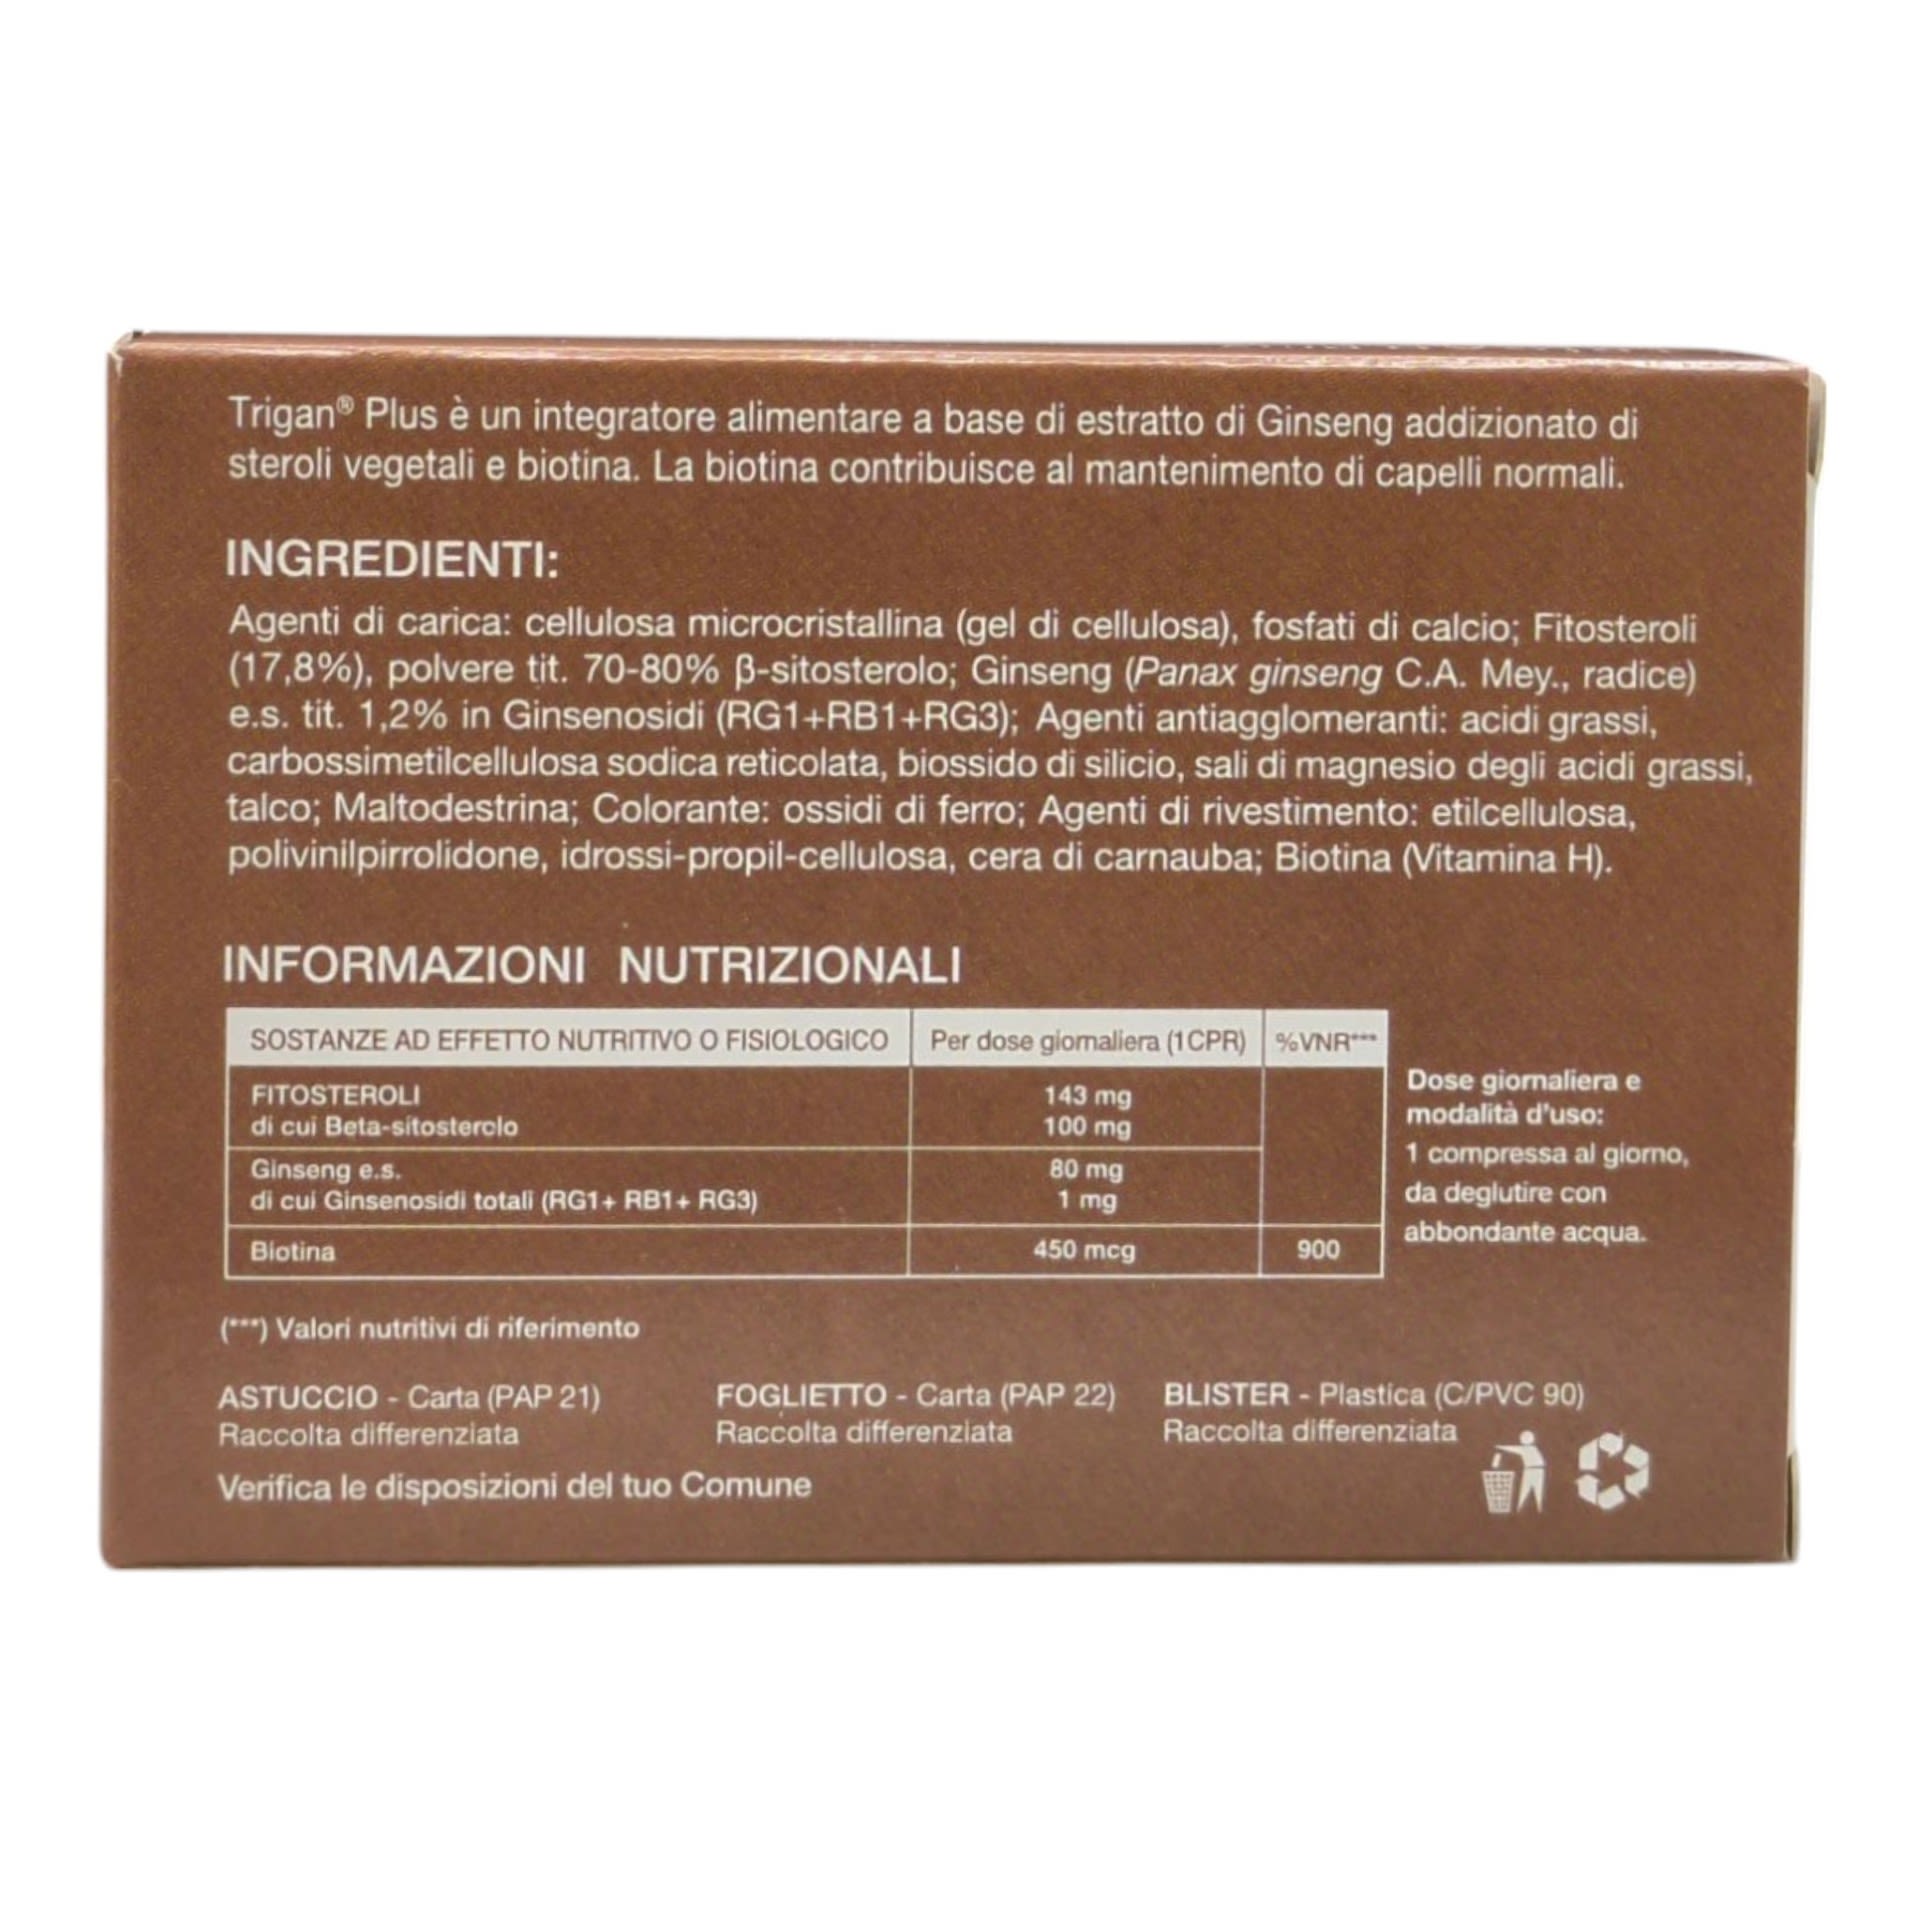 Trigan® Plus è un integratore alimentare a base di estratto di Ginseng addizionato di
steroli vegetali e biotina. La biotina contribuisce al mantenimento di capelli normali.
INGREDIENTI:
Agenti di carica: cellulosa microcristallina (gel di cellulosa), fosfati di calcio; Fitosteroli
(17,8%), polvere tit. 70-80% β-sitosterolo; Ginseng (Panax ginseng C.A. Mey., radice)
e.s. tit. 1,2% in Ginsenosidi (RG1+RB1+RG3); Agenti antiagglomeranti: acidi grassi,
carbossimetilcellulosa sodica reticolata, biossido di silicio, sali di magnesio degli acidi grassi,
talco; Maltodestrina; Colorante: ossidi di ferro; Agenti di rivestimento: etilcellulosa,
polivinilpirrolidone, idrossi-propil-cellulosa, cera di carnauba; Biotina (Vitamina H).
INFORMAZIONI NUTRIZIONALI
SOSTANZE AD EFFETTO NUTRITIVO O FISIOLOGICO Per dose giornaliera (1CPR) %VNR***
FITOSTEROLI 143 mg
di cui Beta-sitosterolo 100 mg
Ginseng e.s. 80 mg
di cui Ginsenosidi totali (RG1+ RB1+ RG3) 1 mg
Biotina 450 mcg 900
Dose giornaliera e
modalità d'uso:
1 compressa al giorno,
da deglutire con
abbondante acqua.
(***) Valori nutritivi di riferimento
ASTUCCIO - Carta (PAP 21)
Raccolta differenziata
FOGLIETTO - Carta (PAP 22)
Raccolta differenziata
BLISTER - Plastica (C/PVC 90)
Raccolta differenziata
Verifica le disposizioni del tuo Comune